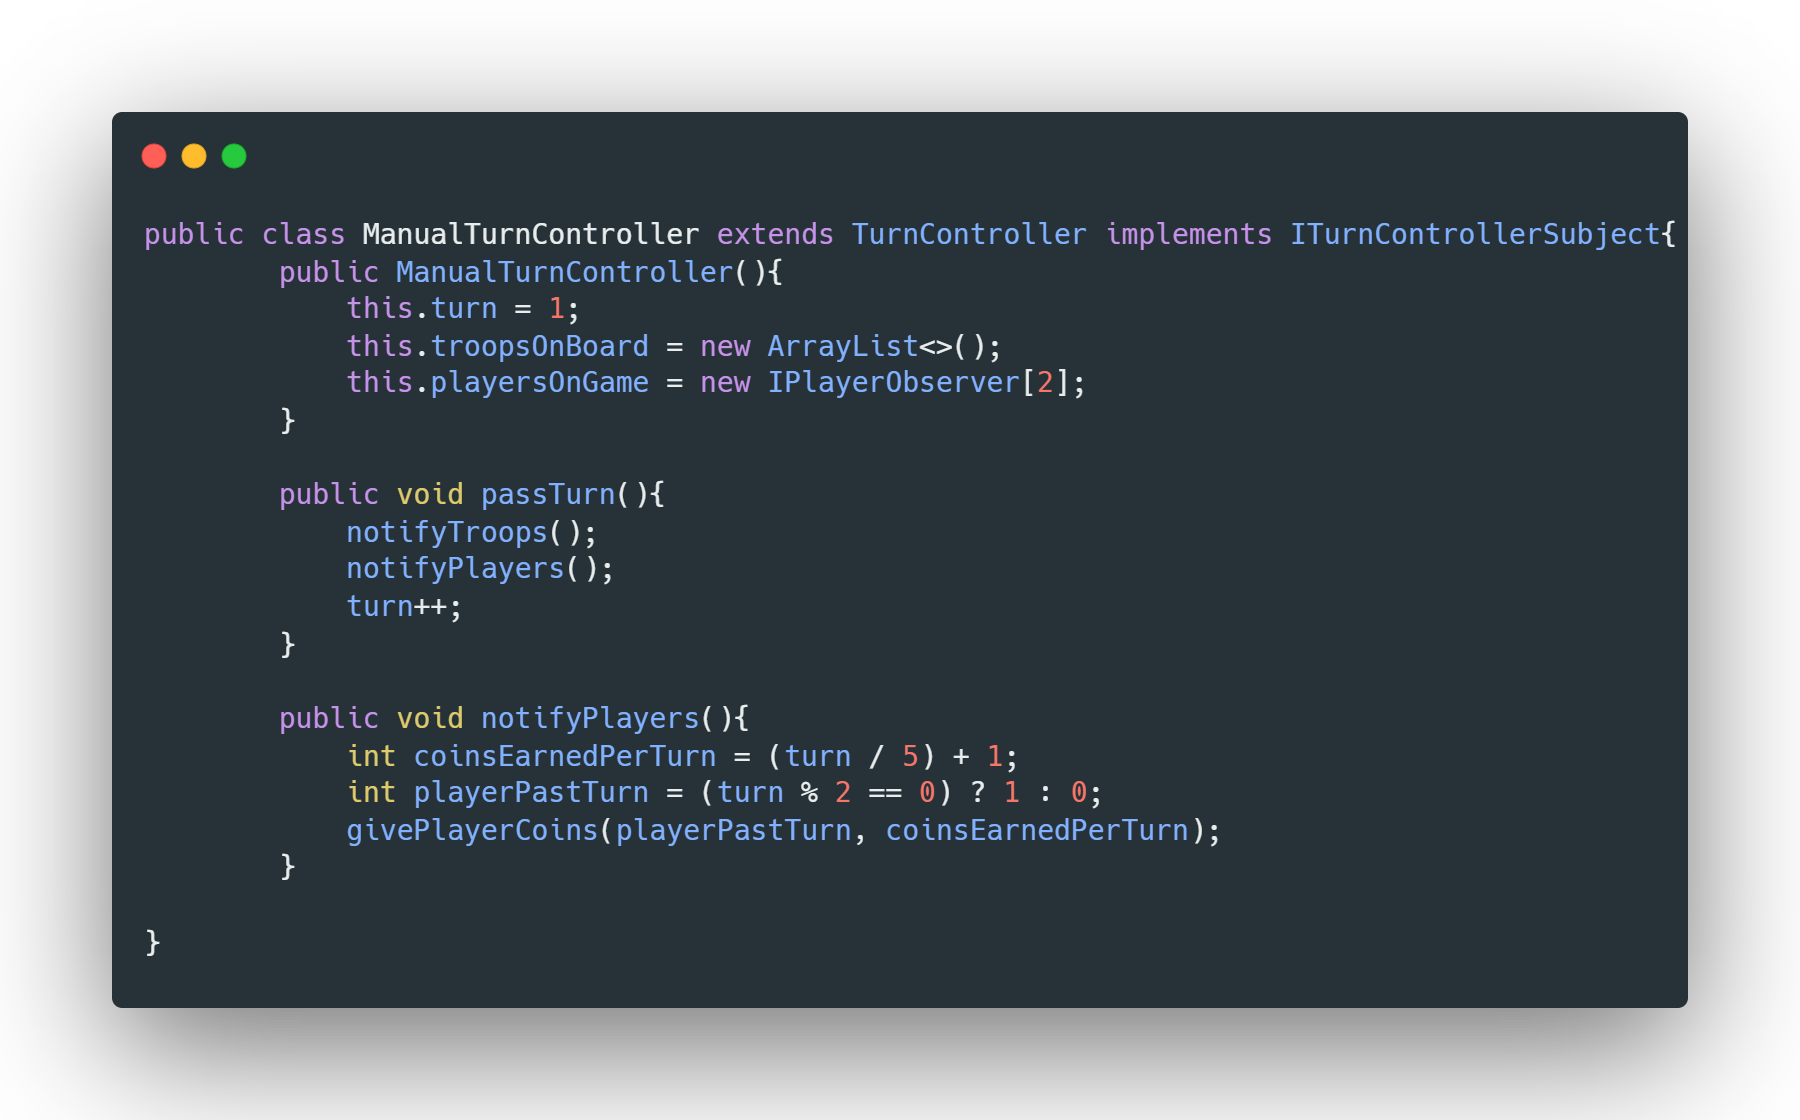 public class ManualTurnController extends TurnController implements ITurnControllerSubject{
        public ManualTurnController(){
            this.turn = 1;
            this.troopsOnBoard = new ArrayList<>();
            this.playersOnGame = new IPlayerObserver[2];
        }

        public void passTurn(){
            notifyTroops();
            notifyPlayers();
            turn++;
        }

        public void notifyPlayers(){
            int coinsEarnedPerTurn = (turn / 5) + 1;
            int playerPastTurn = (turn % 2 == 0) ? 1 : 0;
            givePlayerCoins(playerPastTurn, coinsEarnedPerTurn);
        }

}